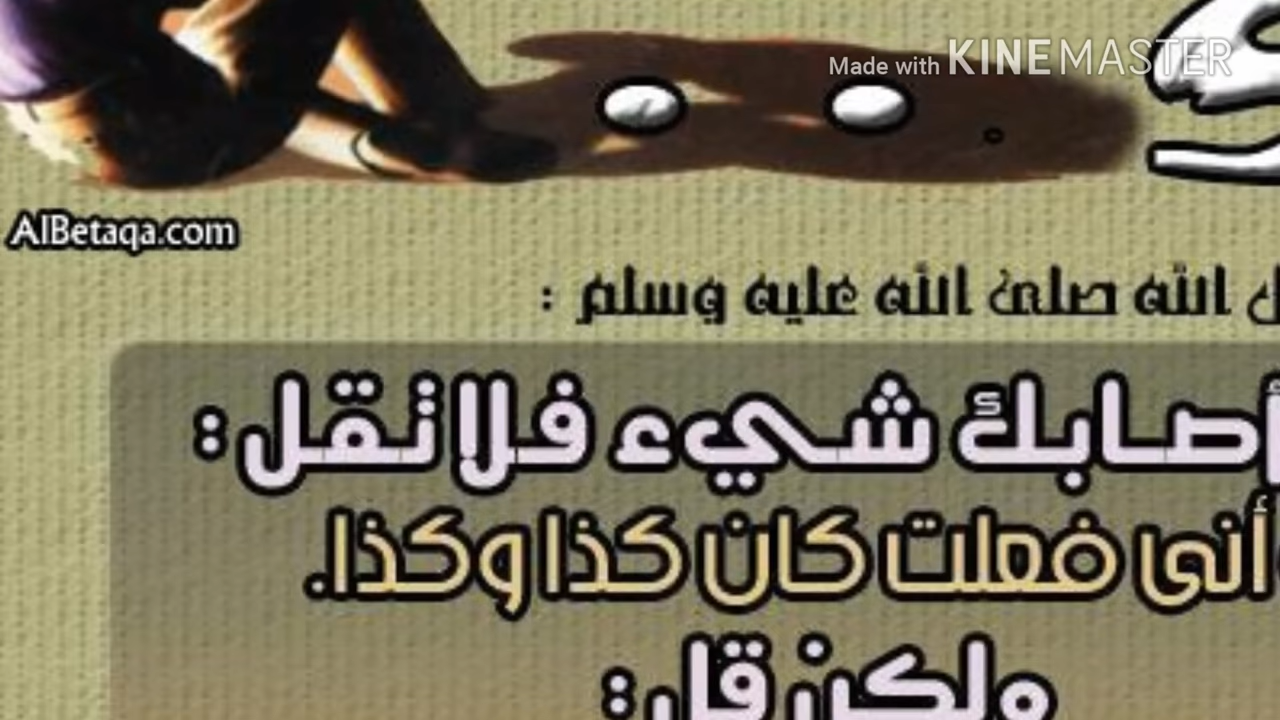 Made with KINEMASTER
AlBetaqa.com
الله صلى الله عليه وسلم :
أصابك شيء فلا تقل :
أنى فعلت كان كذا وكذا.
ولكن قل :